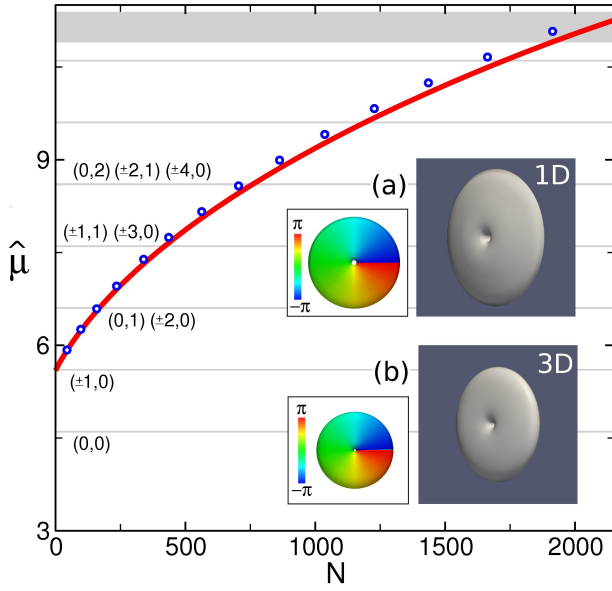 9
(0,2) (±2,1) (±4,0)
(a)
1D
π
−π
(±1,1) (±3,0)
μ̂
(0,1) (±2,0)
6
(b)
3D
π
−π
(±1,0)
(0,0)
3
0 500 1000 1500 2000
N